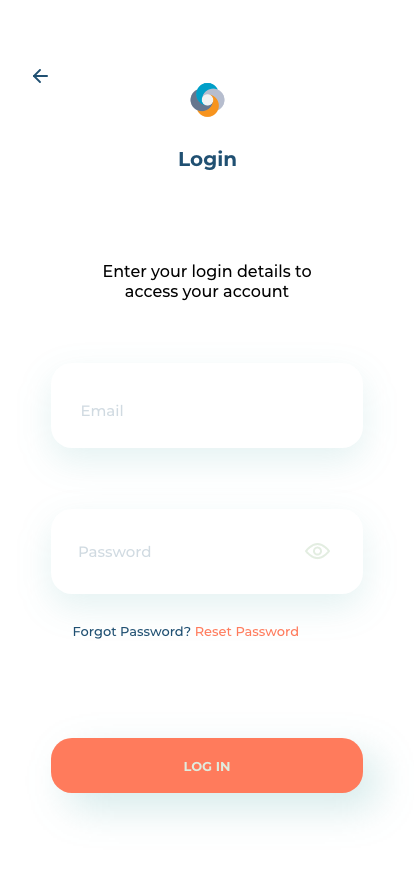 Login
Enter your login details to
access your account
Email
Password
Forgot Password? Reset Password
LOG IN